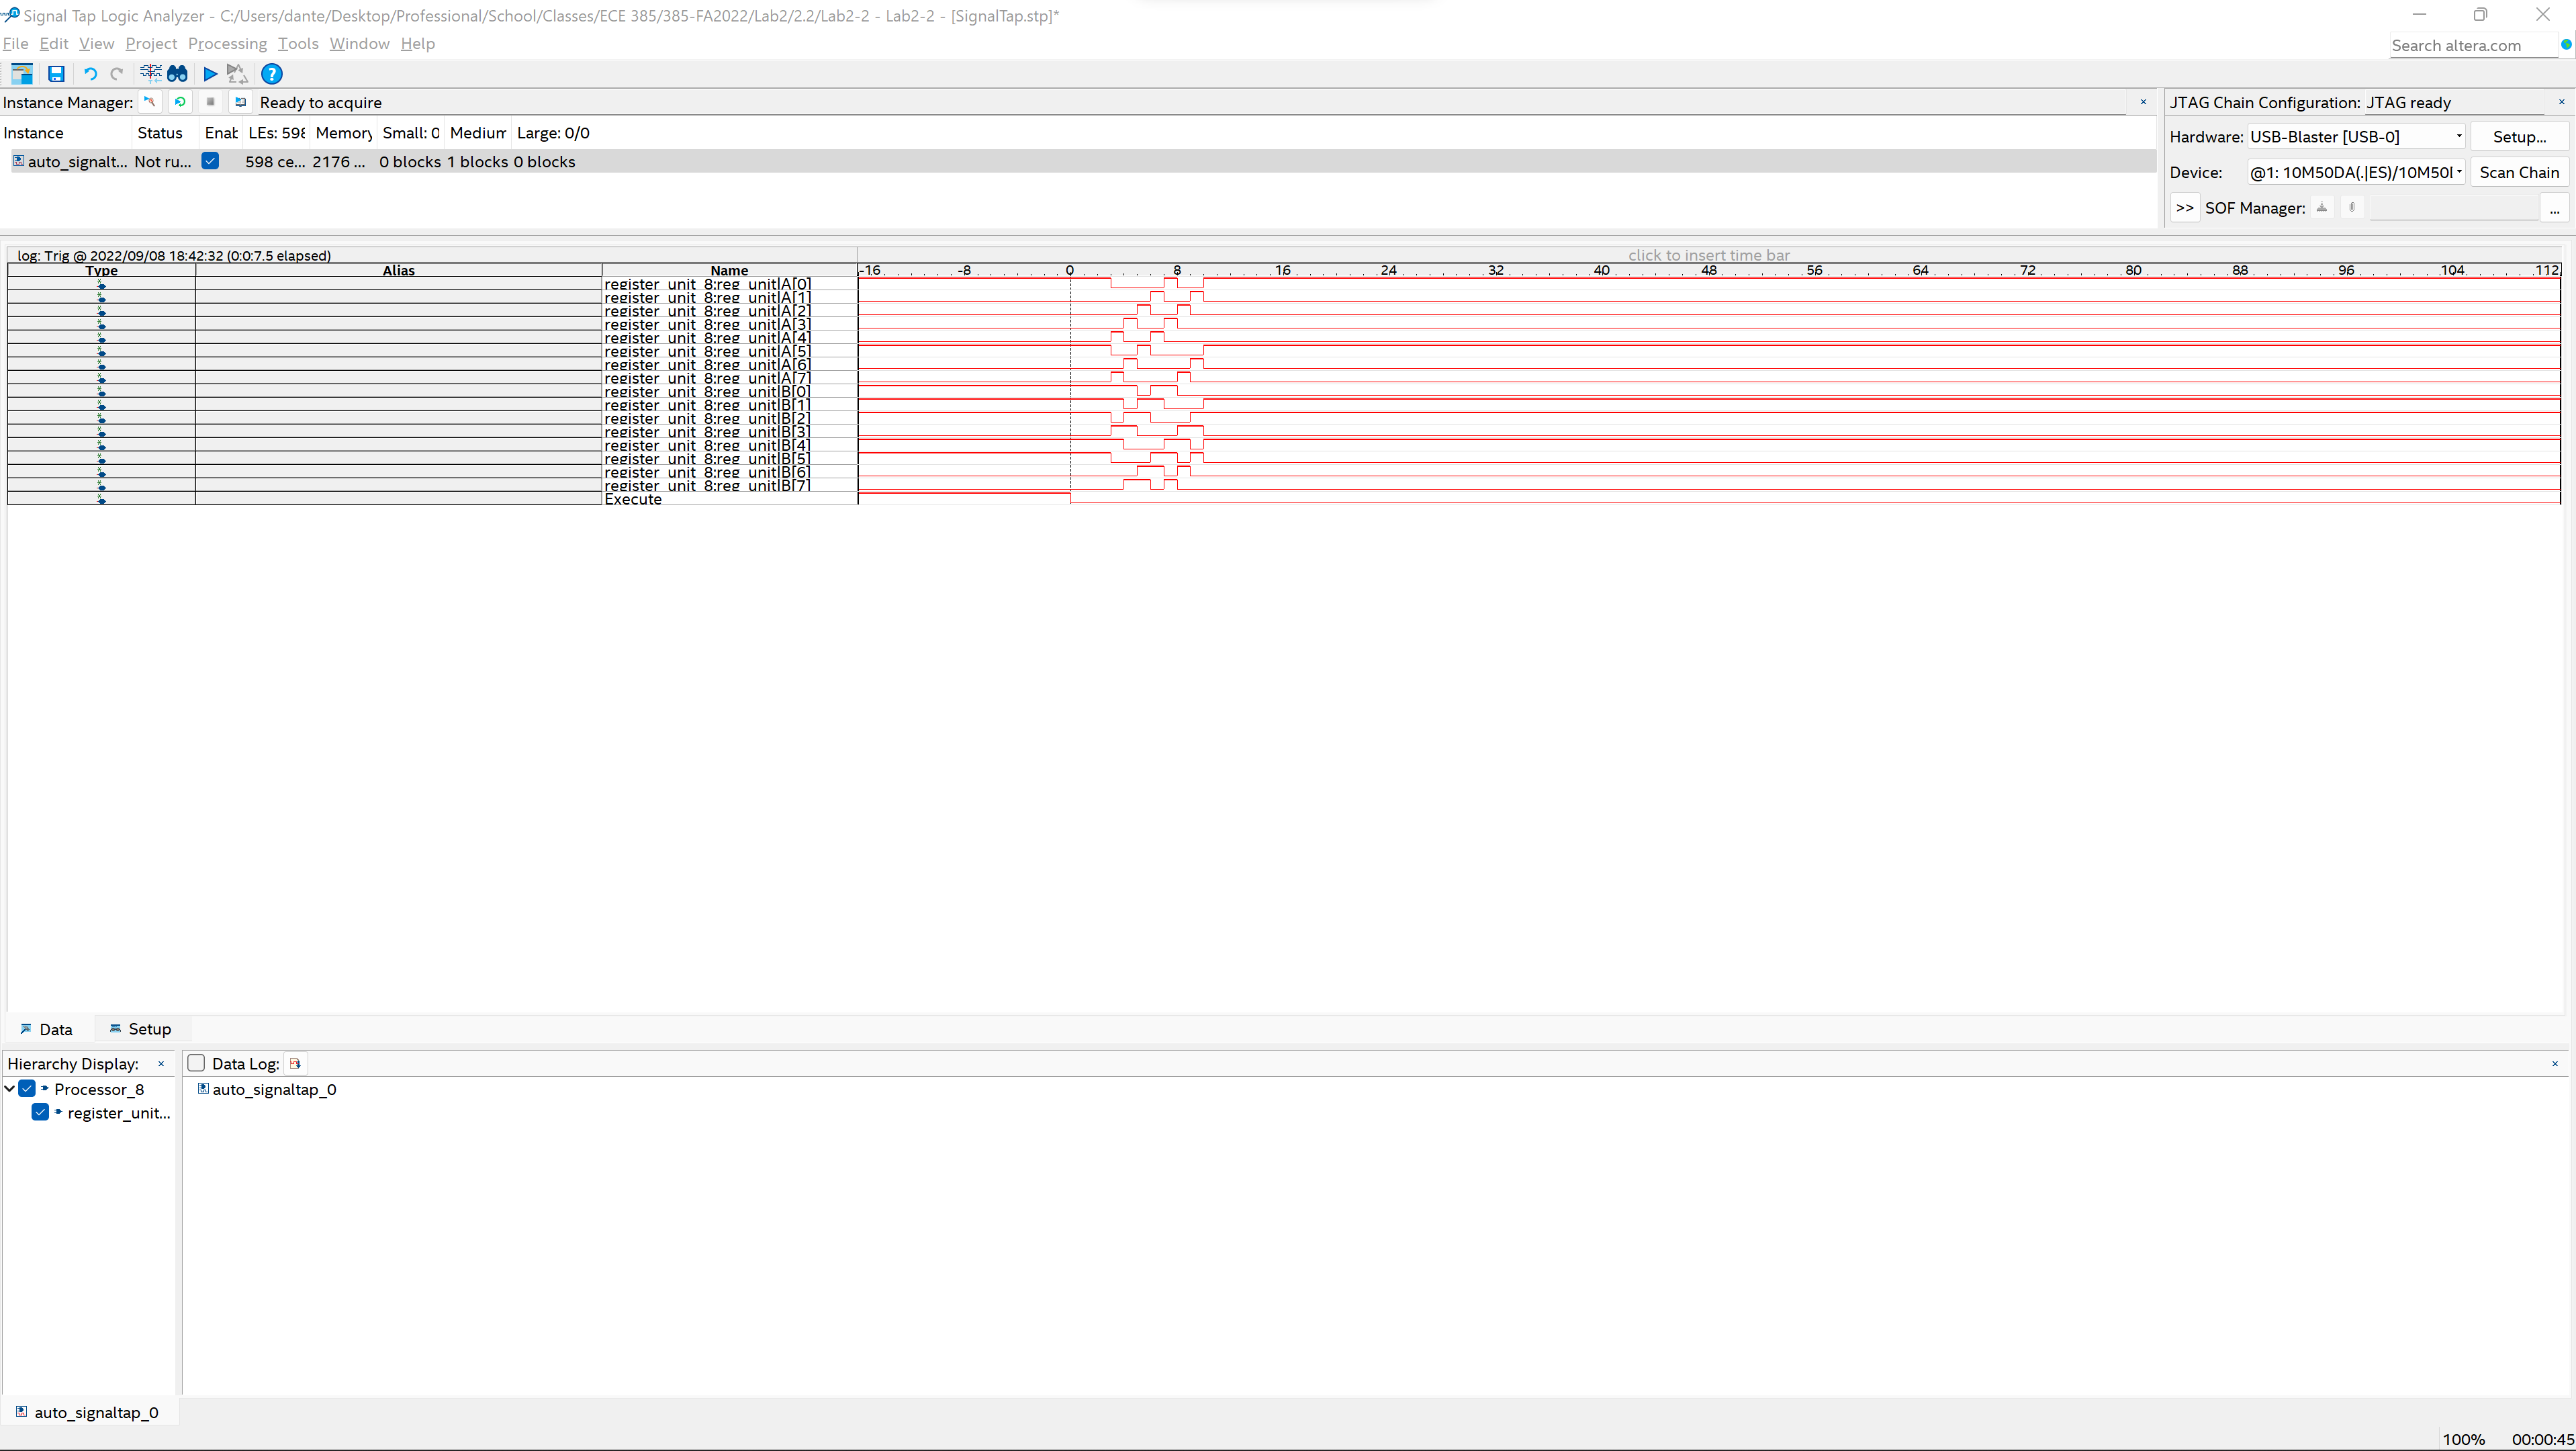 Signal Tap Logic Analyzer - C:/Users/dante/Desktop/Professional/School/Classes/ECE 385/385-FA2022/Lab2/2.2/Lab2-2 - Lab2-2 - [SignalTap.stp]*
File Edit View Project Processing Tools Window Help
Search altera.com
Instance Manager: Ready to acquire
Instance Status Enab LEs: 598 Memory Small: 0 Medium Large: 0/0
auto_signalt... Not ru... 598 ce... 2176 ... 0 blocks 1 blocks 0 blocks
JTAG Chain Configuration: JTAG ready
Hardware: USB-Blaster [USB-0] Setup...
Device: @1: 10M50DA(.|ES)/10M50I Scan Chain
>> SOF Manager: ...
log: Trig @ 2022/09/08 18:42:32 (0:0:7.5 elapsed) click to insert time bar
Type Alias Name -16 -8 0 8 16 24 32 40 48 56 64 72 80 88 96 104 112
register_unit_8:reg_unit|A[0]
register_unit_8:reg_unit|A[1]
register_unit_8:reg_unit|A[2]
register_unit_8:reg_unit|A[3]
register_unit_8:reg_unit|A[4]
register_unit_8:reg_unit|A[5]
register_unit_8:reg_unit|A[6]
register_unit_8:reg_unit|A[7]
register_unit_8:reg_unit|B[0]
register_unit_8:reg_unit|B[1]
register_unit_8:reg_unit|B[2]
register_unit_8:reg_unit|B[3]
register_unit_8:reg_unit|B[4]
register_unit_8:reg_unit|B[5]
register_unit_8:reg_unit|B[6]
register_unit_8:reg_unit|B[7]
Execute
Data Setup
Hierarchy Display:
Processor_8
register_unit...
Data Log:
auto_signaltap_0
auto_signaltap_0
100% 00:00:45